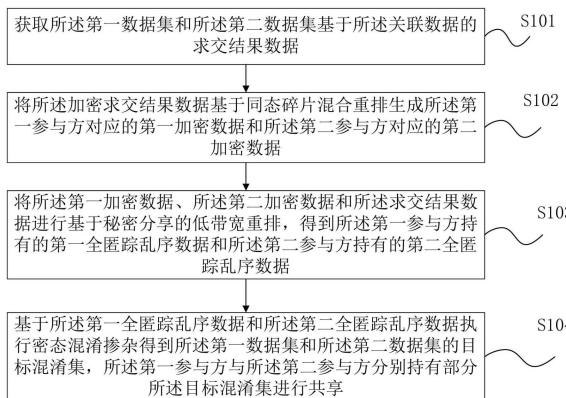 获取所述第一数据集和所述第二数据集基于所述关联数据的
求交结果数据
S101
将所述加密求交结果数据基于同态碎片混合重排生成所述第
一参与方对应的第一加密数据和所述第二参与方对应的第二
加密数据
S102
将所述第一加密数据、所述第二加密数据和所述求交结果数
据进行基于秘密分享的低带宽重排，得到所述第一参与方持
有的第一全匿踪乱序数据和所述第二参与方持有的第二全匿
踪乱序数据
S103
基于所述第一全匿踪乱序数据和所述第二全匿踪乱序数据执
行密态混淆掺杂得到所述第一数据集和所述第二数据集的目
标混淆集，所述第一参与方与所述第二参与方分别持有部分
所述目标混淆集进行共享
S104